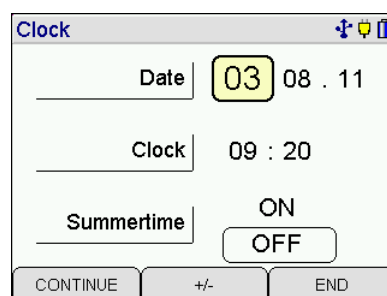 Clock
Date 03 08 . 11
Clock 09 : 20
Summertime ON
OFF
CONTINUE +/- END